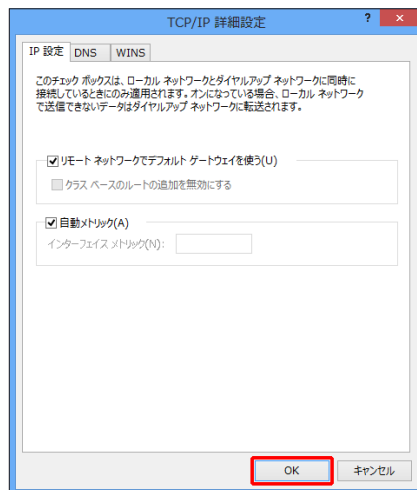 TCP/IP 詳細設定
? ×
IP 設定 DNS WINS
このチェック ボックスは、ローカル ネットワークとダイヤルアップ ネットワークに同時に
接続しているときにのみ適用されます。オンになっている場合、ローカル ネットワーク
で送信できないデータはダイヤルアップ ネットワークに転送されます。
リモート ネットワークでデフォルト ゲートウェイを使う(U)
クラス ベースのルートの追加を無効にする
自動メトリック(A)
インターフェイス メトリック(N):
OK キャンセル